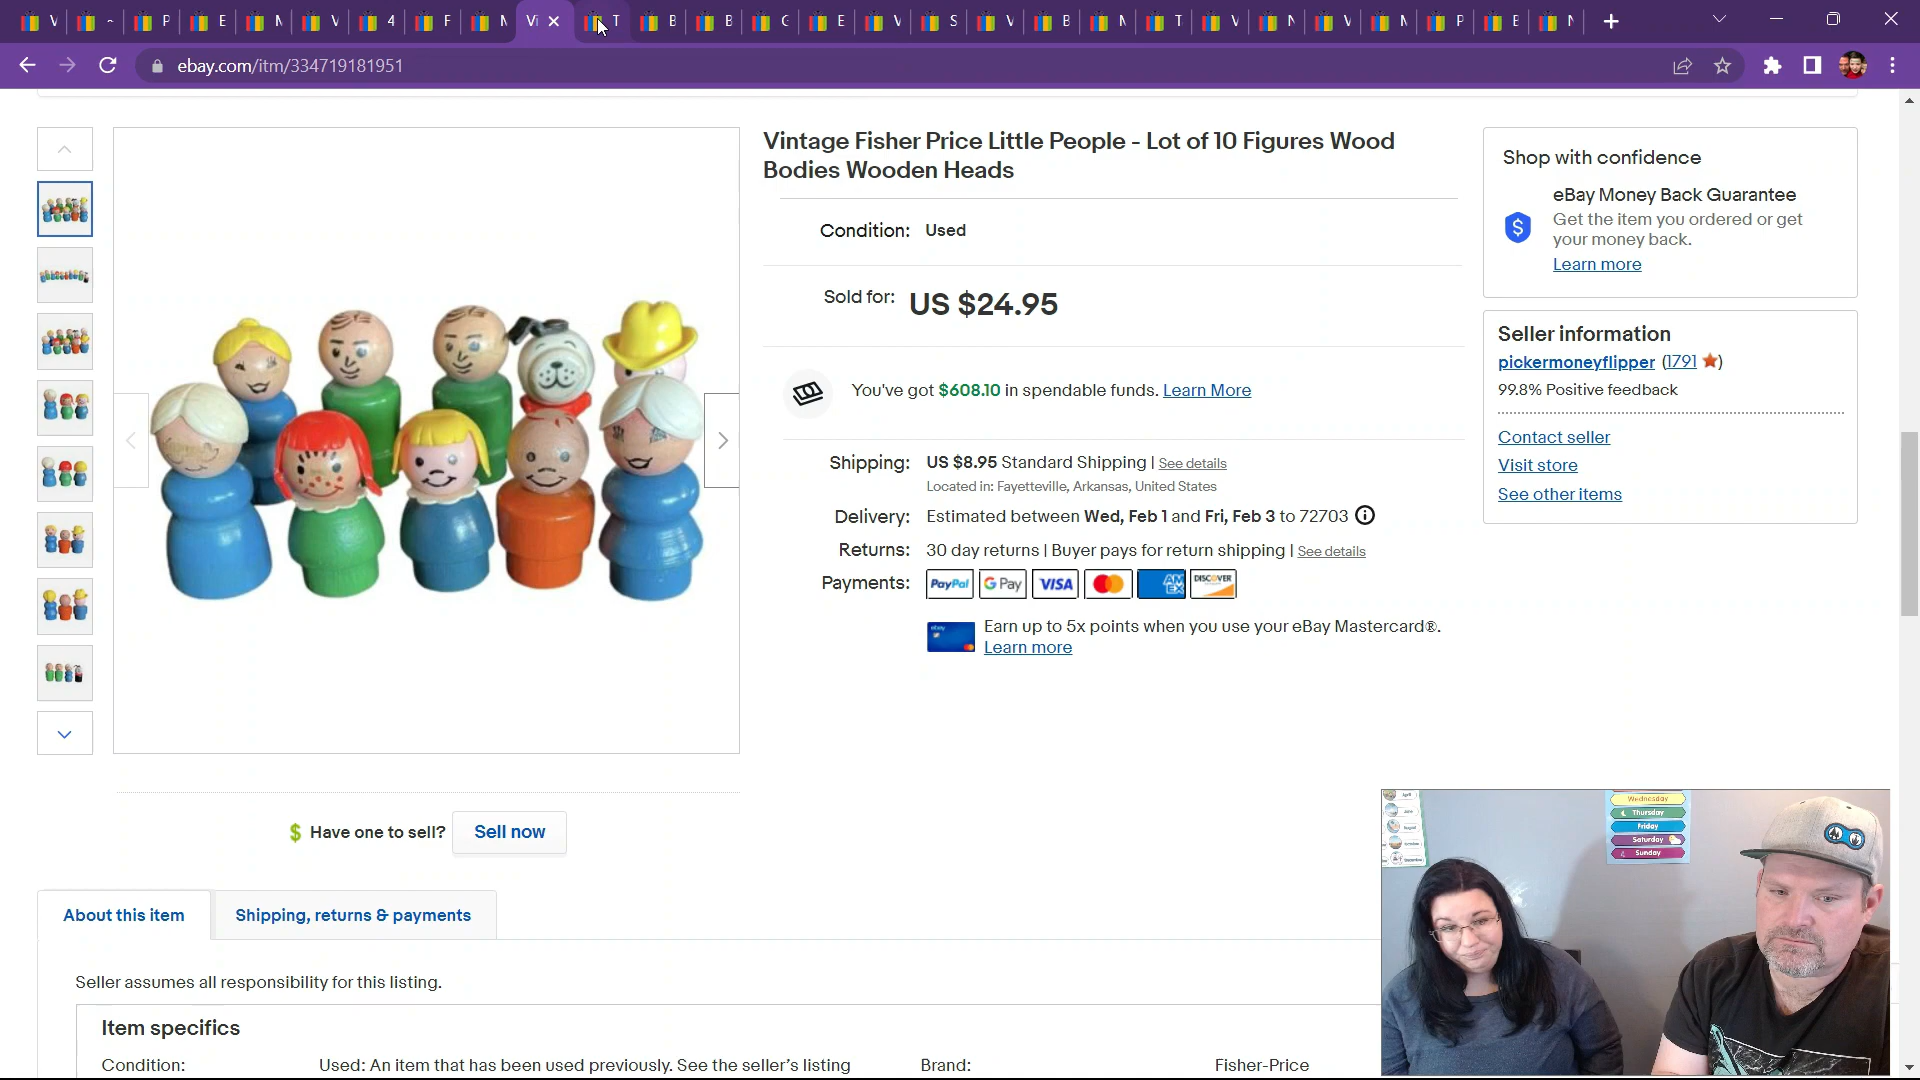 V
P
E
M
V
4
F
M
Vi
T
B
B
C
E
V
S
V
B
M
T
V
N
V
M
P
E
N
ebay.com/itm/334719181951
Vintage Fisher Price Little People - Lot of 10 Figures Wood
Bodies Wooden Heads
Condition: Used
Sold for: US $24.95
You've got $608.10 in spendable funds. Learn More
Shipping: US $8.95 Standard Shipping | See details
Located in: Fayetteville, Arkansas, United States
Delivery: Estimated between Wed, Feb 1 and Fri, Feb 3 to 72703
Returns: 30 day returns | Buyer pays for return shipping | See details
Payments: PayPal G Pay VISA AM EX DISCOVER
ebay
Earn up to 5x points when you use your eBay Mastercard®.
Learn more
Shop with confidence
eBay Money Back Guarantee
Get the item you ordered or get
your money back.
Learn more
Seller information
pickermoneyflipper (1791)
99.8% Positive feedback
Contact seller
Visit store
See other items
$ Have one to sell? Sell now
About this item
Shipping, returns & payments
Seller assumes all responsibility for this listing.
Item specifics
Condition: Used: An item that has been used previously. See the seller's listing
Brand: Fisher-Price
April
June
Wednesday
Thursday
Friday
Saturday
Sunday